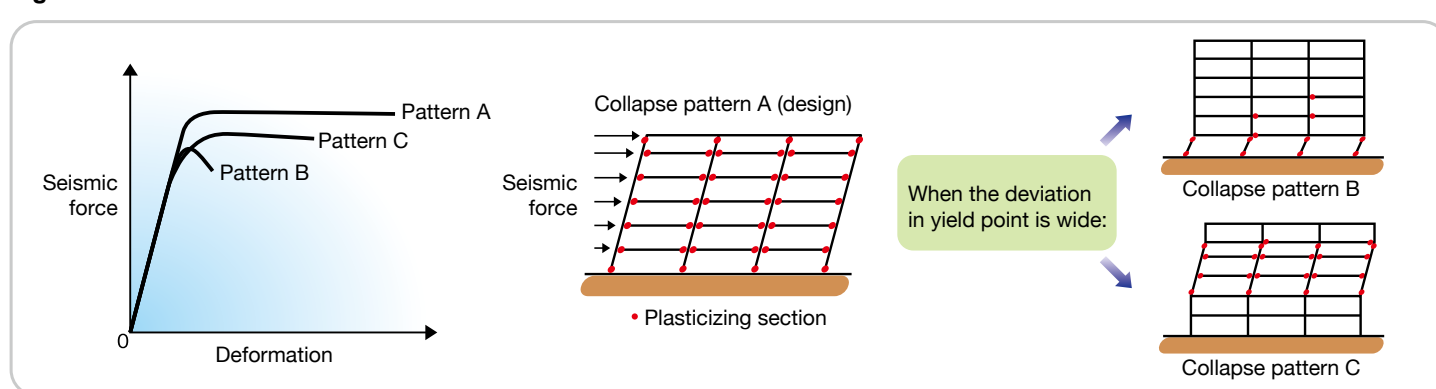 Pattern A
Pattern C
Pattern B
Seismic
force
0
Deformation
Collapse pattern A (design)
Seismic
force
• Plasticizing section
When the deviation
in yield point is wide:
Collapse pattern B
Collapse pattern C